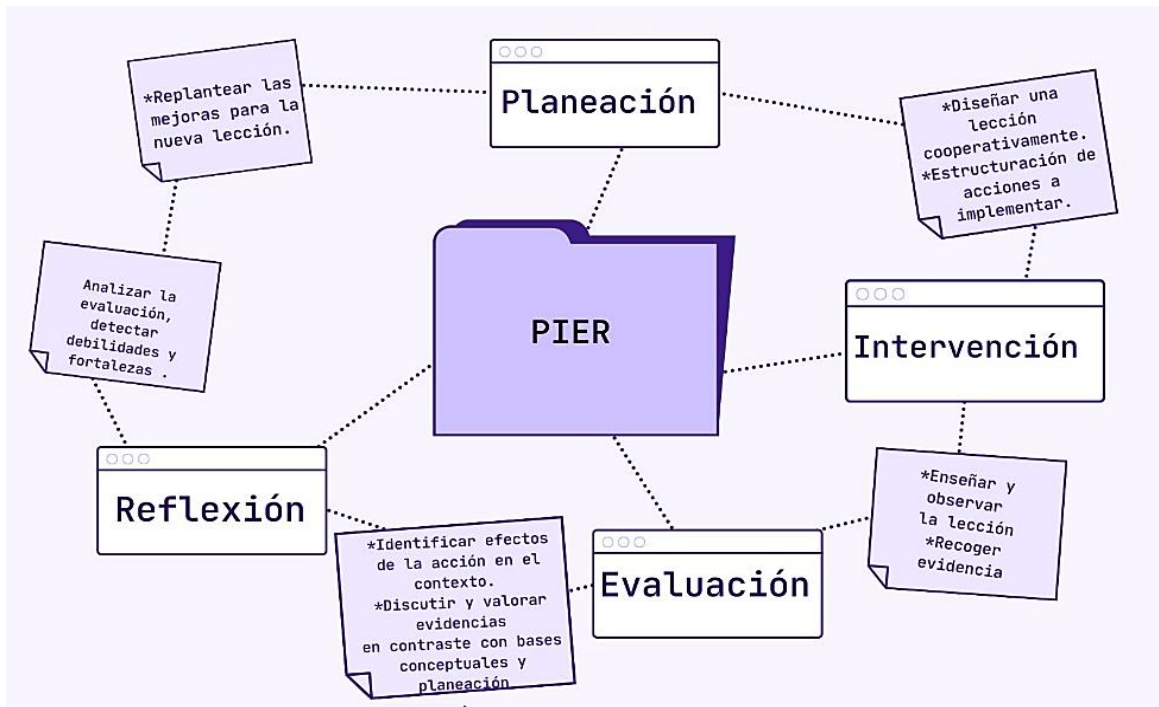 Planeación
*Diseñar una
lección
cooperativamente.
*Estructuración de
acciones a
implementar.
Intervención
*Enseñar y
observar
la lección
*Recoger
evidencia
Evaluación
*Identificar efectos
de la acción en el
contexto.
*Discutir y valorar
evidencias
en contraste con bases
conceptuales y
planeación
Reflexión
Analizar la
evaluación,
detectar
debilidades y
fortalezas .
*Replantear las
mejoras para la
nueva lección.
PIER